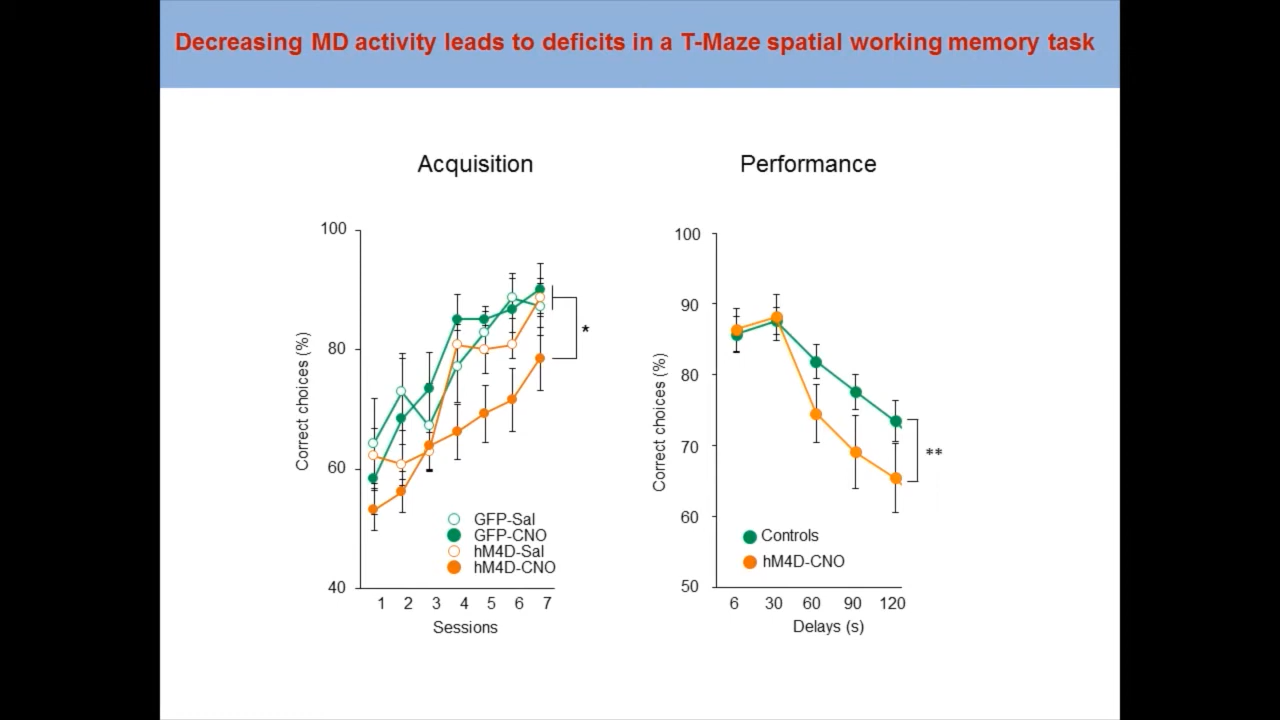 Decreasing MD activity leads to deficits in a T-Maze spatial working memory task
Acquisition
Correct choices (%)
100
80
60
40
*
GFP-Sal
GFP-CNO
hM4D-Sal
hM4D-CNO
1 2 3 4 5 6 7
Sessions
Performance
Correct choices (%)
100
90
80
70
60
50
**
Controls
hM4D-CNO
6 30 60 90 120
Delays (s)